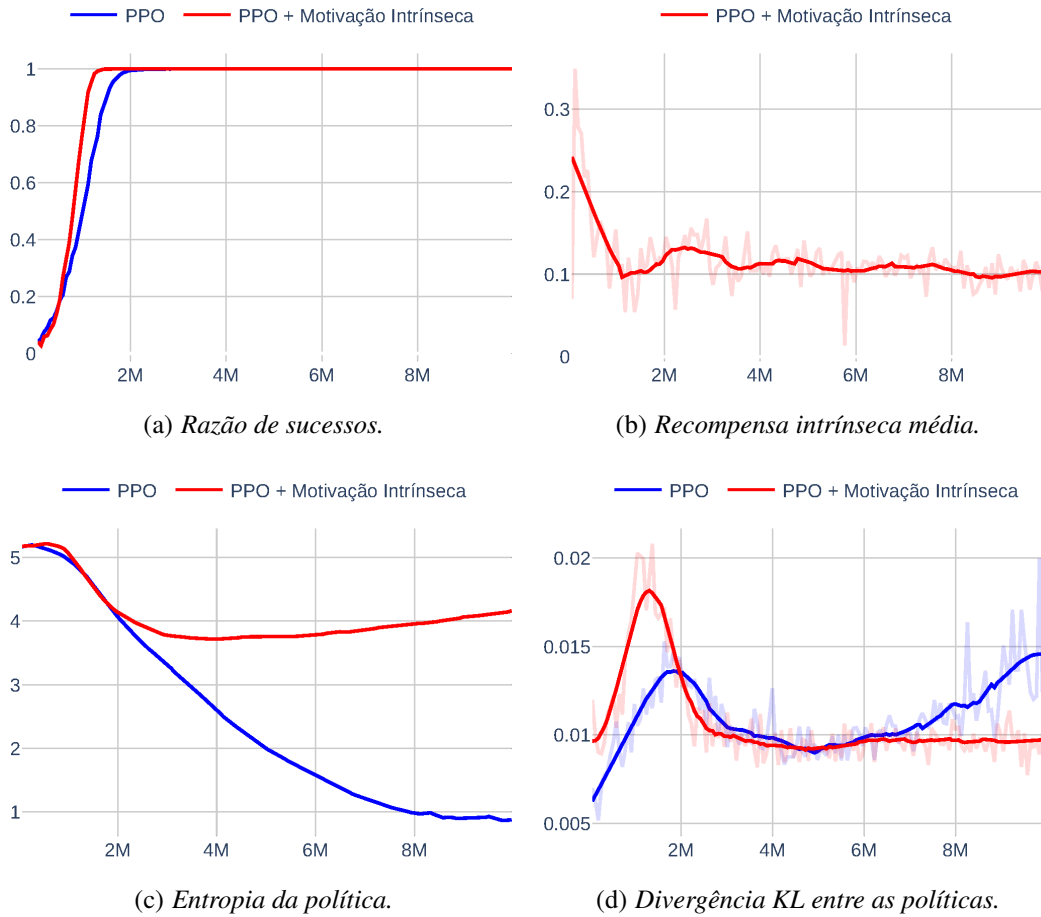 PPO PPO + Motivação Intrínseca
1
0.8
0.6
0.4
0.2
0
2M 4M 6M 8M
(a) Razão de sucessos.
PPO + Motivação Intrínseca
0.3
0.2
0.1
0
2M 4M 6M 8M
(b) Recompensa intrínseca média.
PPO PPO + Motivação Intrínseca
5
4
3
2
1
2M 4M 6M 8M
(c) Entropia da política.
PPO PPO + Motivação Intrínseca
0.02
0.015
0.01
0.005
2M 4M 6M 8M
(d) Divergência KL entre as políticas.